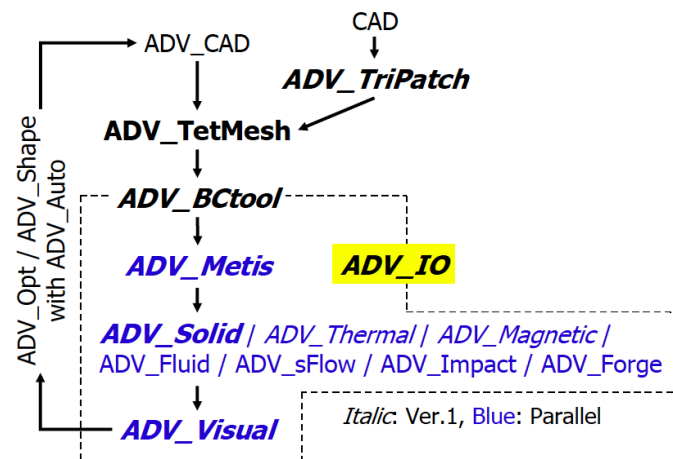 CAD
ADV_CAD
ADV_TriPatch
ADV_TetMesh
ADV_BCtool
ADV_Opt / ADV_Shape
with ADV_Auto
ADV_Metis
ADV_IO
ADV_Solid / ADV_Thermal / ADV_Magnetic /
ADV_Fluid / ADV_sFlow / ADV_Impact / ADV_Forge
ADV_Visual
Italic: Ver.1, Blue: Parallel